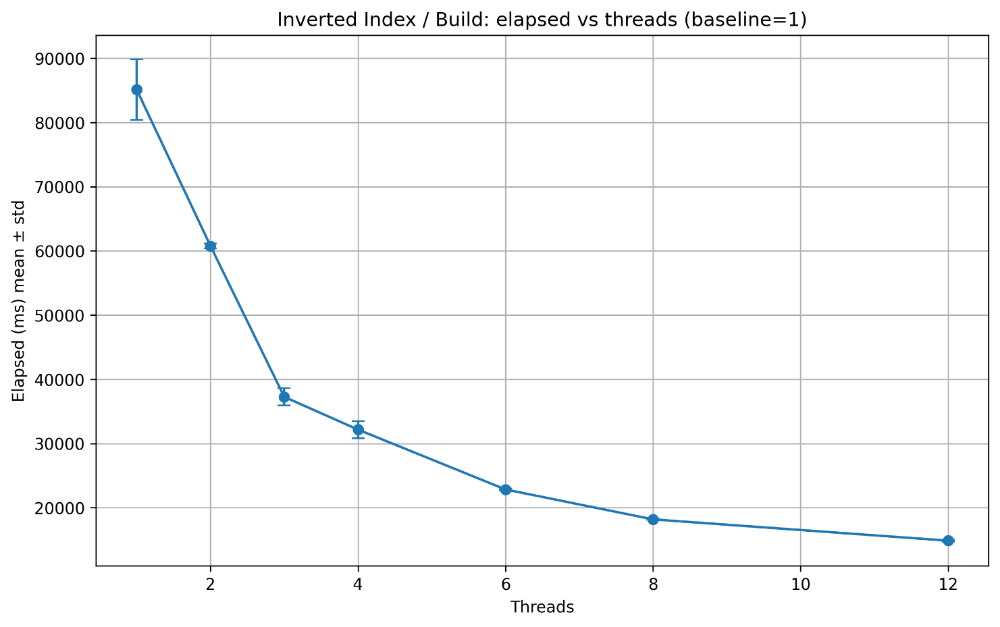 Inverted Index / Build: elapsed vs threads (baseline=1)
Elapsed (ms) mean ± std
90000
80000
70000
60000
50000
40000
30000
20000
2 4 6 8 10 12
Threads